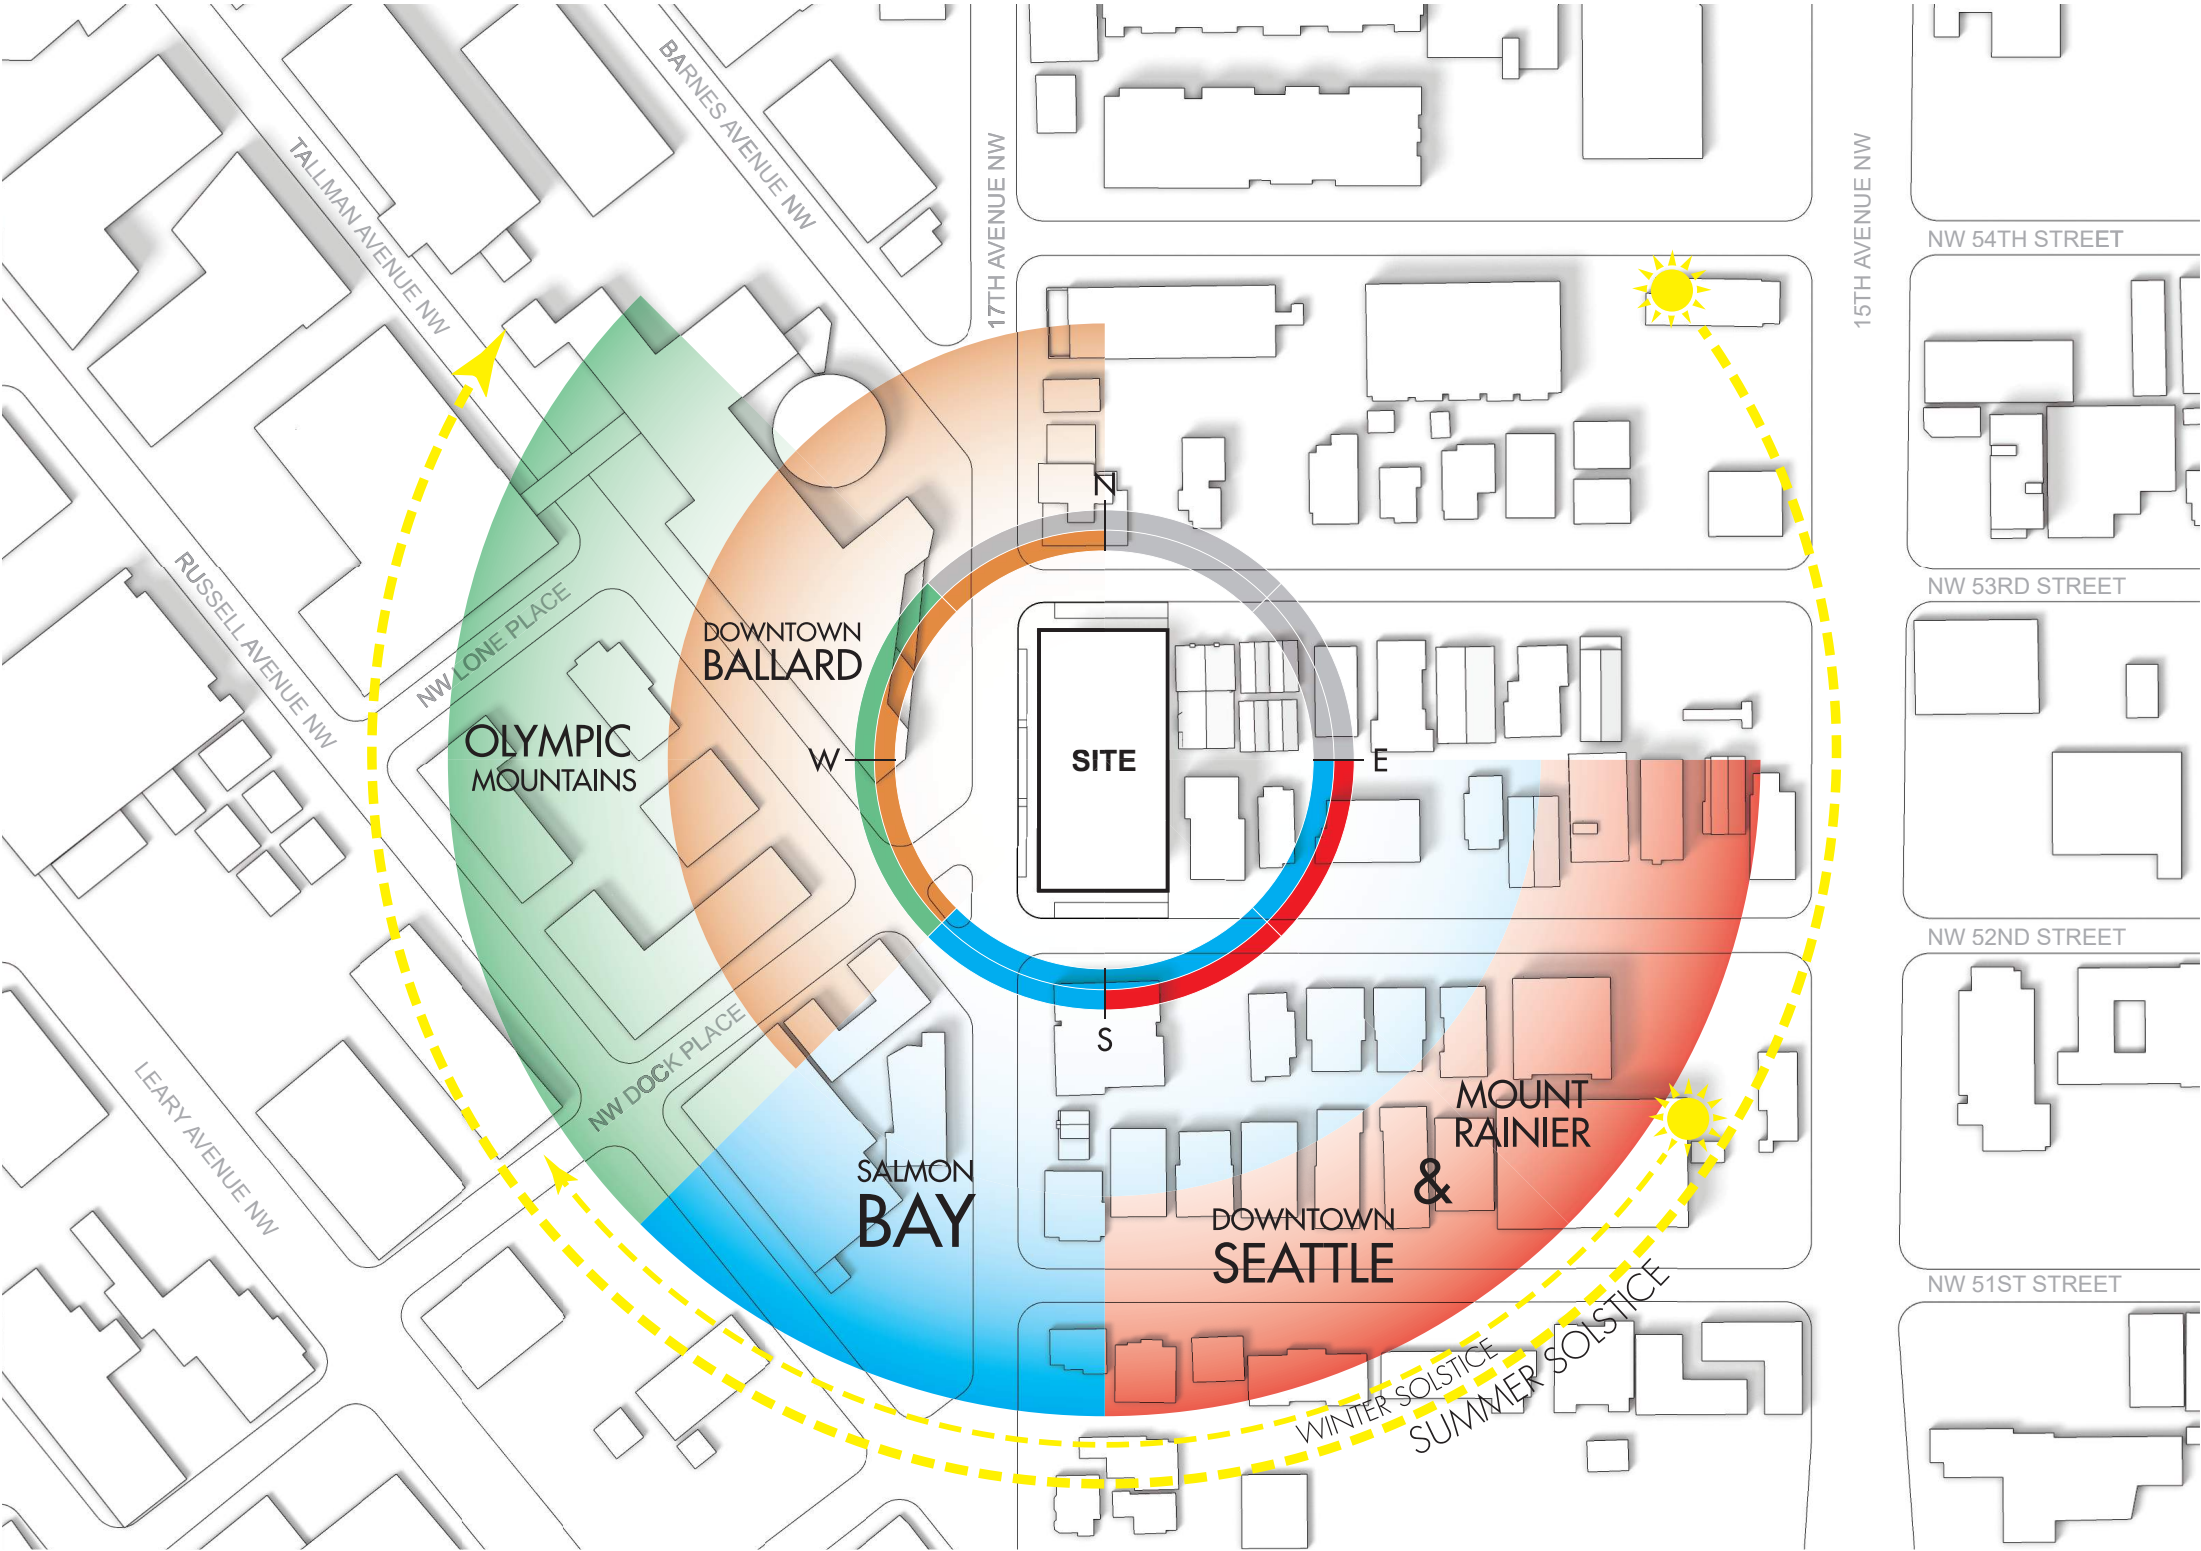 BARNES AVENUE NW
TALLMAN AVENUE NW
17TH AVENUE NW
15TH AVENUE NW
NW 54TH STREET
N
RUSSELL AVENUE NW
NW LONE PLACE
NW 53RD STREET
DOWNTOWN
BALLARD
OLYMPIC
MOUNTAINS
W
SITE
E
NW 52ND STREET
NW DOCK PLACE
S
LEARY AVENUE NW
MOUNT
RAINIER
&
SALMON
BAY
DOWNTOWN
SEATTLE
NW 51ST STREET
WINTER SOLSTICE
SUMMER SOLSTICE